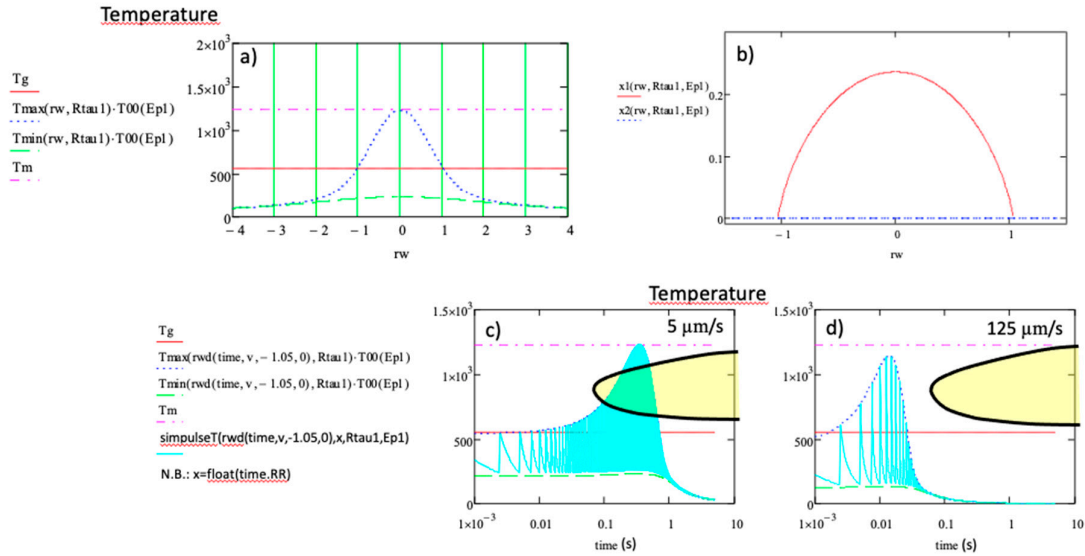 Temperature
a)
2×10³
1.5×10³
1×10³
500
0
− 4 − 3 − 2 − 1 0 1 2 3 4
rw
Tg
Tmax(rw, Rtau1)·T00(Ep1)
Tmin(rw, Rtau1)·T00(Ep1)
Tm
b)
x1(rw, Rtau1, Ep1)
x2(rw, Rtau1, Ep1)
0.2
0.1
0
− 1 0 1
rw
Temperature
Tg
Tmax(rwd(time, v, − 1.05, 0), Rtau1)·T00(Ep1)
Tmin(rwd(time, v, − 1.05, 0), Rtau1)·T00(Ep1)
Tm
simpulseT(rwd(time,v,-1.05,0),x,Rtau1,Ep1)
N.B.: x=float(time.RR)
c)
5 μm/s
1.5×10³
1×10³
500
0
1×10⁻³ 0.01 0.1 1 10
time (s)
d)
125 μm/s
1.5×10³
1×10³
500
0
1×10⁻³ 0.01 0.1 1 10
time (s)